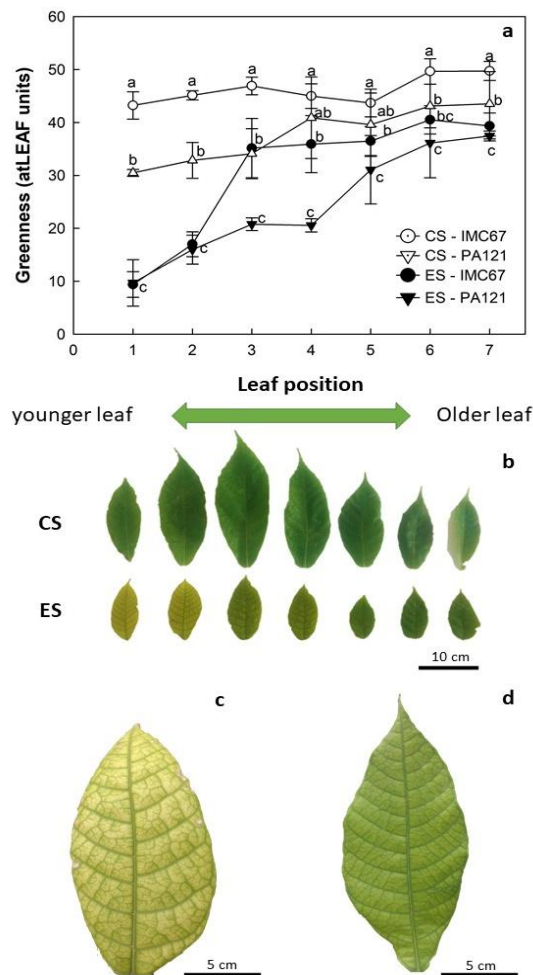 a
Greenness (atLEAF units)
60
50
40
30
20
10
0
a a a a a a a
b b b ab ab b b
b b b bc
c c c c c c c
CS - IMC67
CS - PA121
ES - IMC67
ES - PA121
0 1 2 3 4 5 6 7
Leaf position
younger leaf Older leaf
b
CS
ES
10 cm
c d
5 cm 5 cm